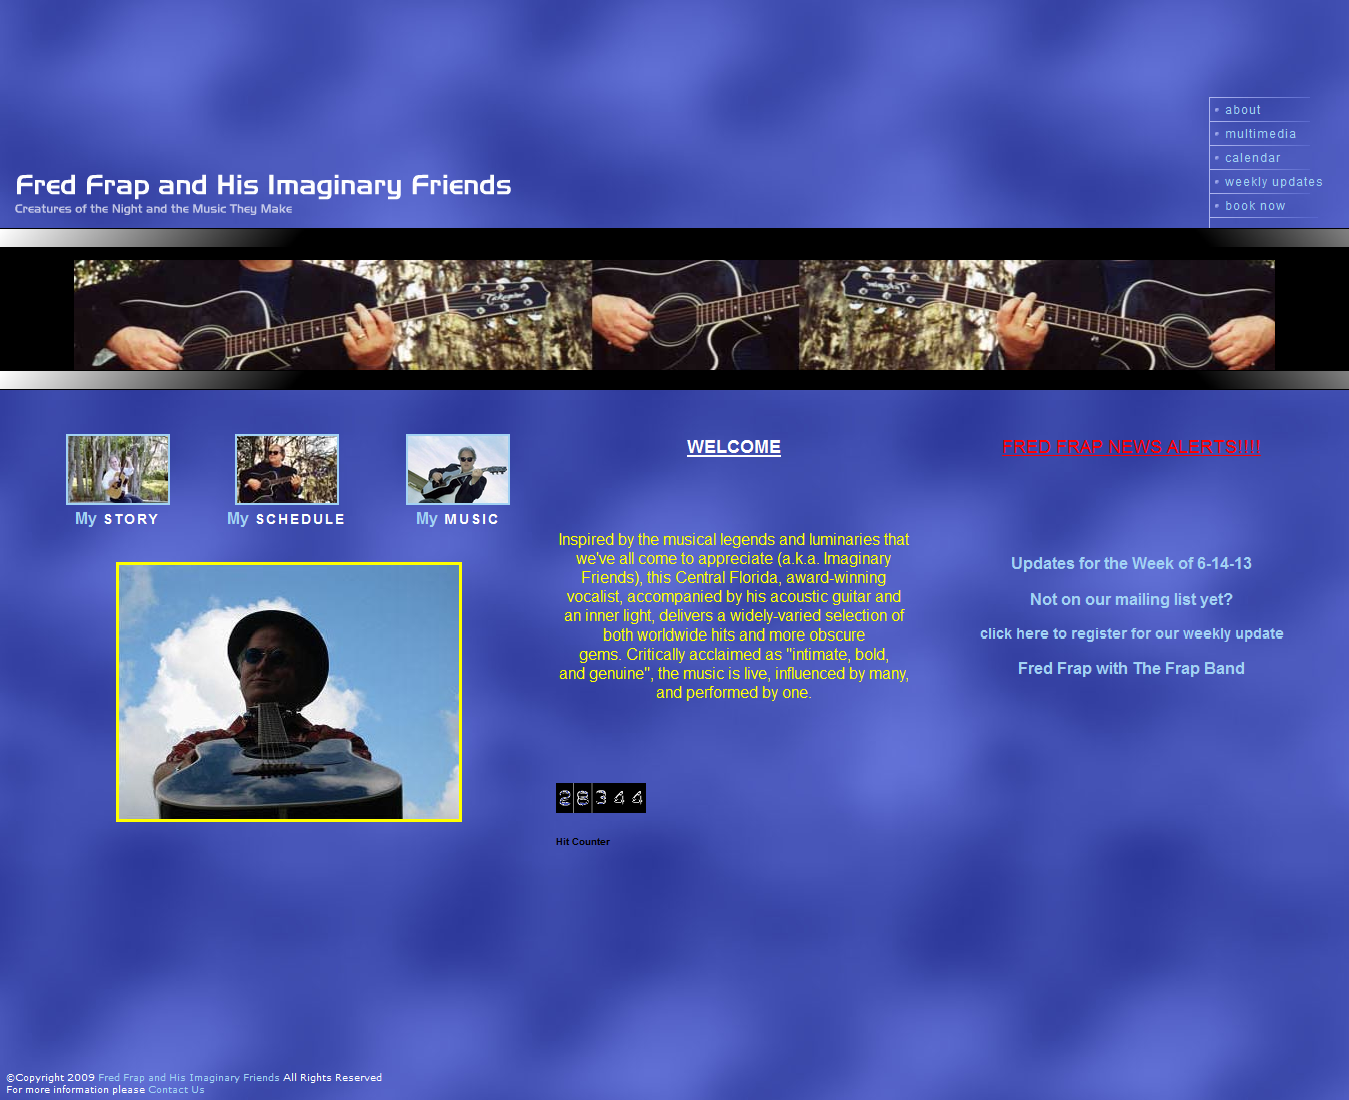 about
multimedia
calendar
weekly updates
book now
Fred Frap and His Imaginary Friends
Creatures of the Night and the Music They Make
WELCOME
FRED FRAP NEWS ALERTS!!!!
My STORY
My SCHEDULE
My MUSIC
Inspired by the musical legends and luminaries that
we've all come to appreciate (a.k.a. Imaginary
Friends), this Central Florida, award-winning
vocalist, accompanied by his acoustic guitar and
an inner light, delivers a widely-varied selection of
both worldwide hits and more obscure
gems. Critically acclaimed as "intimate, bold,
and genuine", the music is live, influenced by many,
and performed by one.
28344
Hit Counter
Updates for the Week of 6-14-13
Not on our mailing list yet?
click here to register for our weekly update
Fred Frap with The Frap Band
©Copyright 2009 Fred Frap and His Imaginary Friends All Rights Reserved
For more information please Contact Us